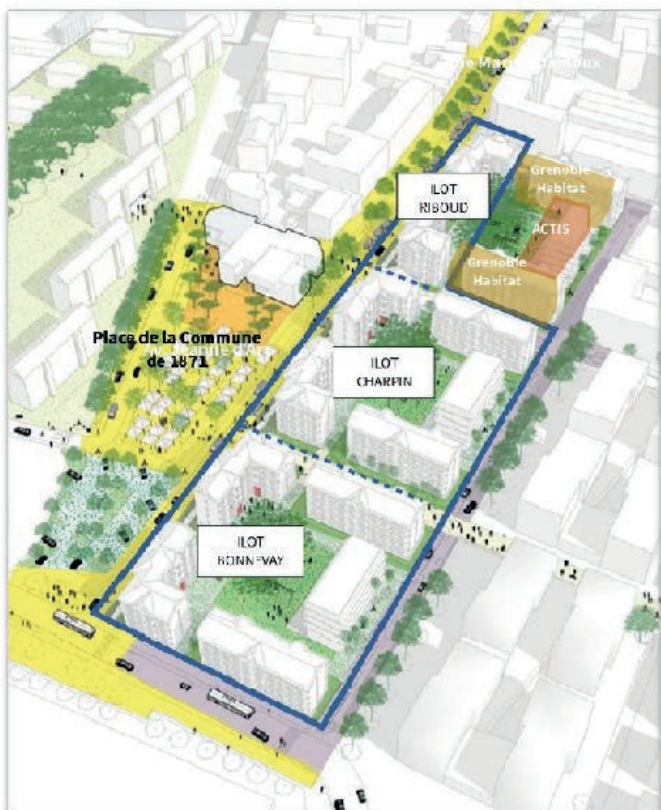 Grenoble
Habitat
ILOT
RIBOUD
ACTIS
Grenoble
Habitat
Place de la Commune
de 1871
ILOT
CHARPIN
ILOT
BONNEVAY